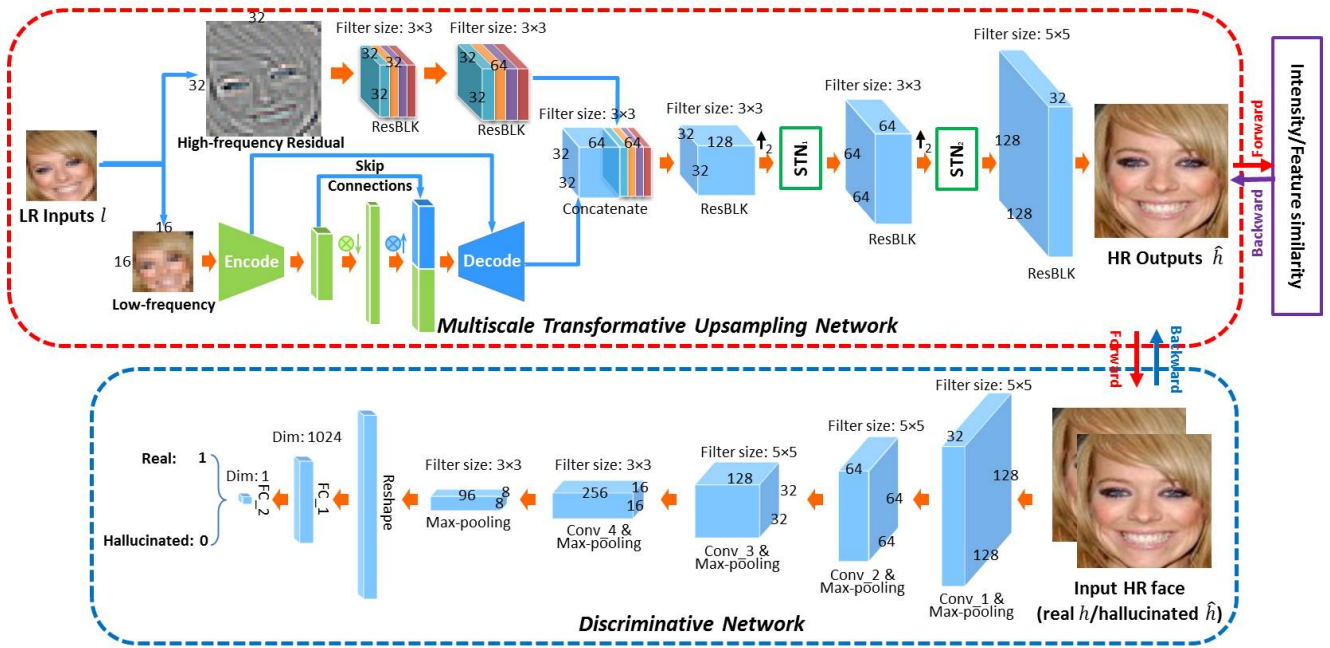 32
32
High-frequency Residual
Filter size: 3×3
32
32
32
ResBLK
Filter size: 3×3
32
64
32
ResBLK
LR Inputs l
16
16
Low-frequency
Encode
Skip
Connections
Decode
Filter size: 3×3
64
64
32
32
Concatenate
Filter size: 3×3
32
128
32
ResBLK
2
STN1
Filter size: 3×3
64
64
64
ResBLK
2
STN2
Filter size: 5×5
32
128
128
ResBLK
HR Outputs ĥ
Forward
Backward
Intensity/Feature similarity
Multiscale Transformative Upsampling Network
Forward
Backward
Real: 1
Hallucinated: 0
Dim: 1
FC_2
Dim: 1024
FC_1
Reshape
Filter size: 3×3
96
8
8
Max-pooling
Filter size: 3×3
256
16
16
Conv_4 &
Max-pooling
Filter size: 5×5
128
32
32
Conv_3 &
Max-pooling
Filter size: 5×5
64
64
64
Conv_2 &
Max-pooling
Filter size: 5×5
32
128
128
Conv_1 &
Max-pooling
Input HR face
(real h/hallucinated ĥ)
Discriminative Network